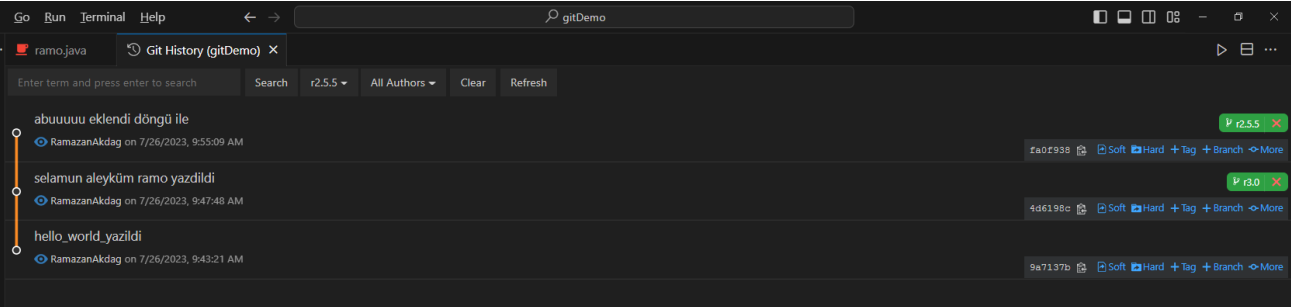 Go Run Terminal Help gitDemo
ramo.java Git History (gitDemo)
Enter term and press enter to search Search r2.5.5 All Authors Clear Refresh
abuuuuu eklendi döngü ile
r2.5.5
RamazanAkdag on 7/26/2023, 9:55:09 AM
fa0f938 Soft Hard +Tag +Branch More
selamun aleyküm ramo yazdildi
r3.0
RamazanAkdag on 7/26/2023, 9:47:48 AM
4d6198c Soft Hard +Tag +Branch More
hello_world_yazildi
RamazanAkdag on 7/26/2023, 9:43:21 AM
9a7137b Soft Hard +Tag +Branch More